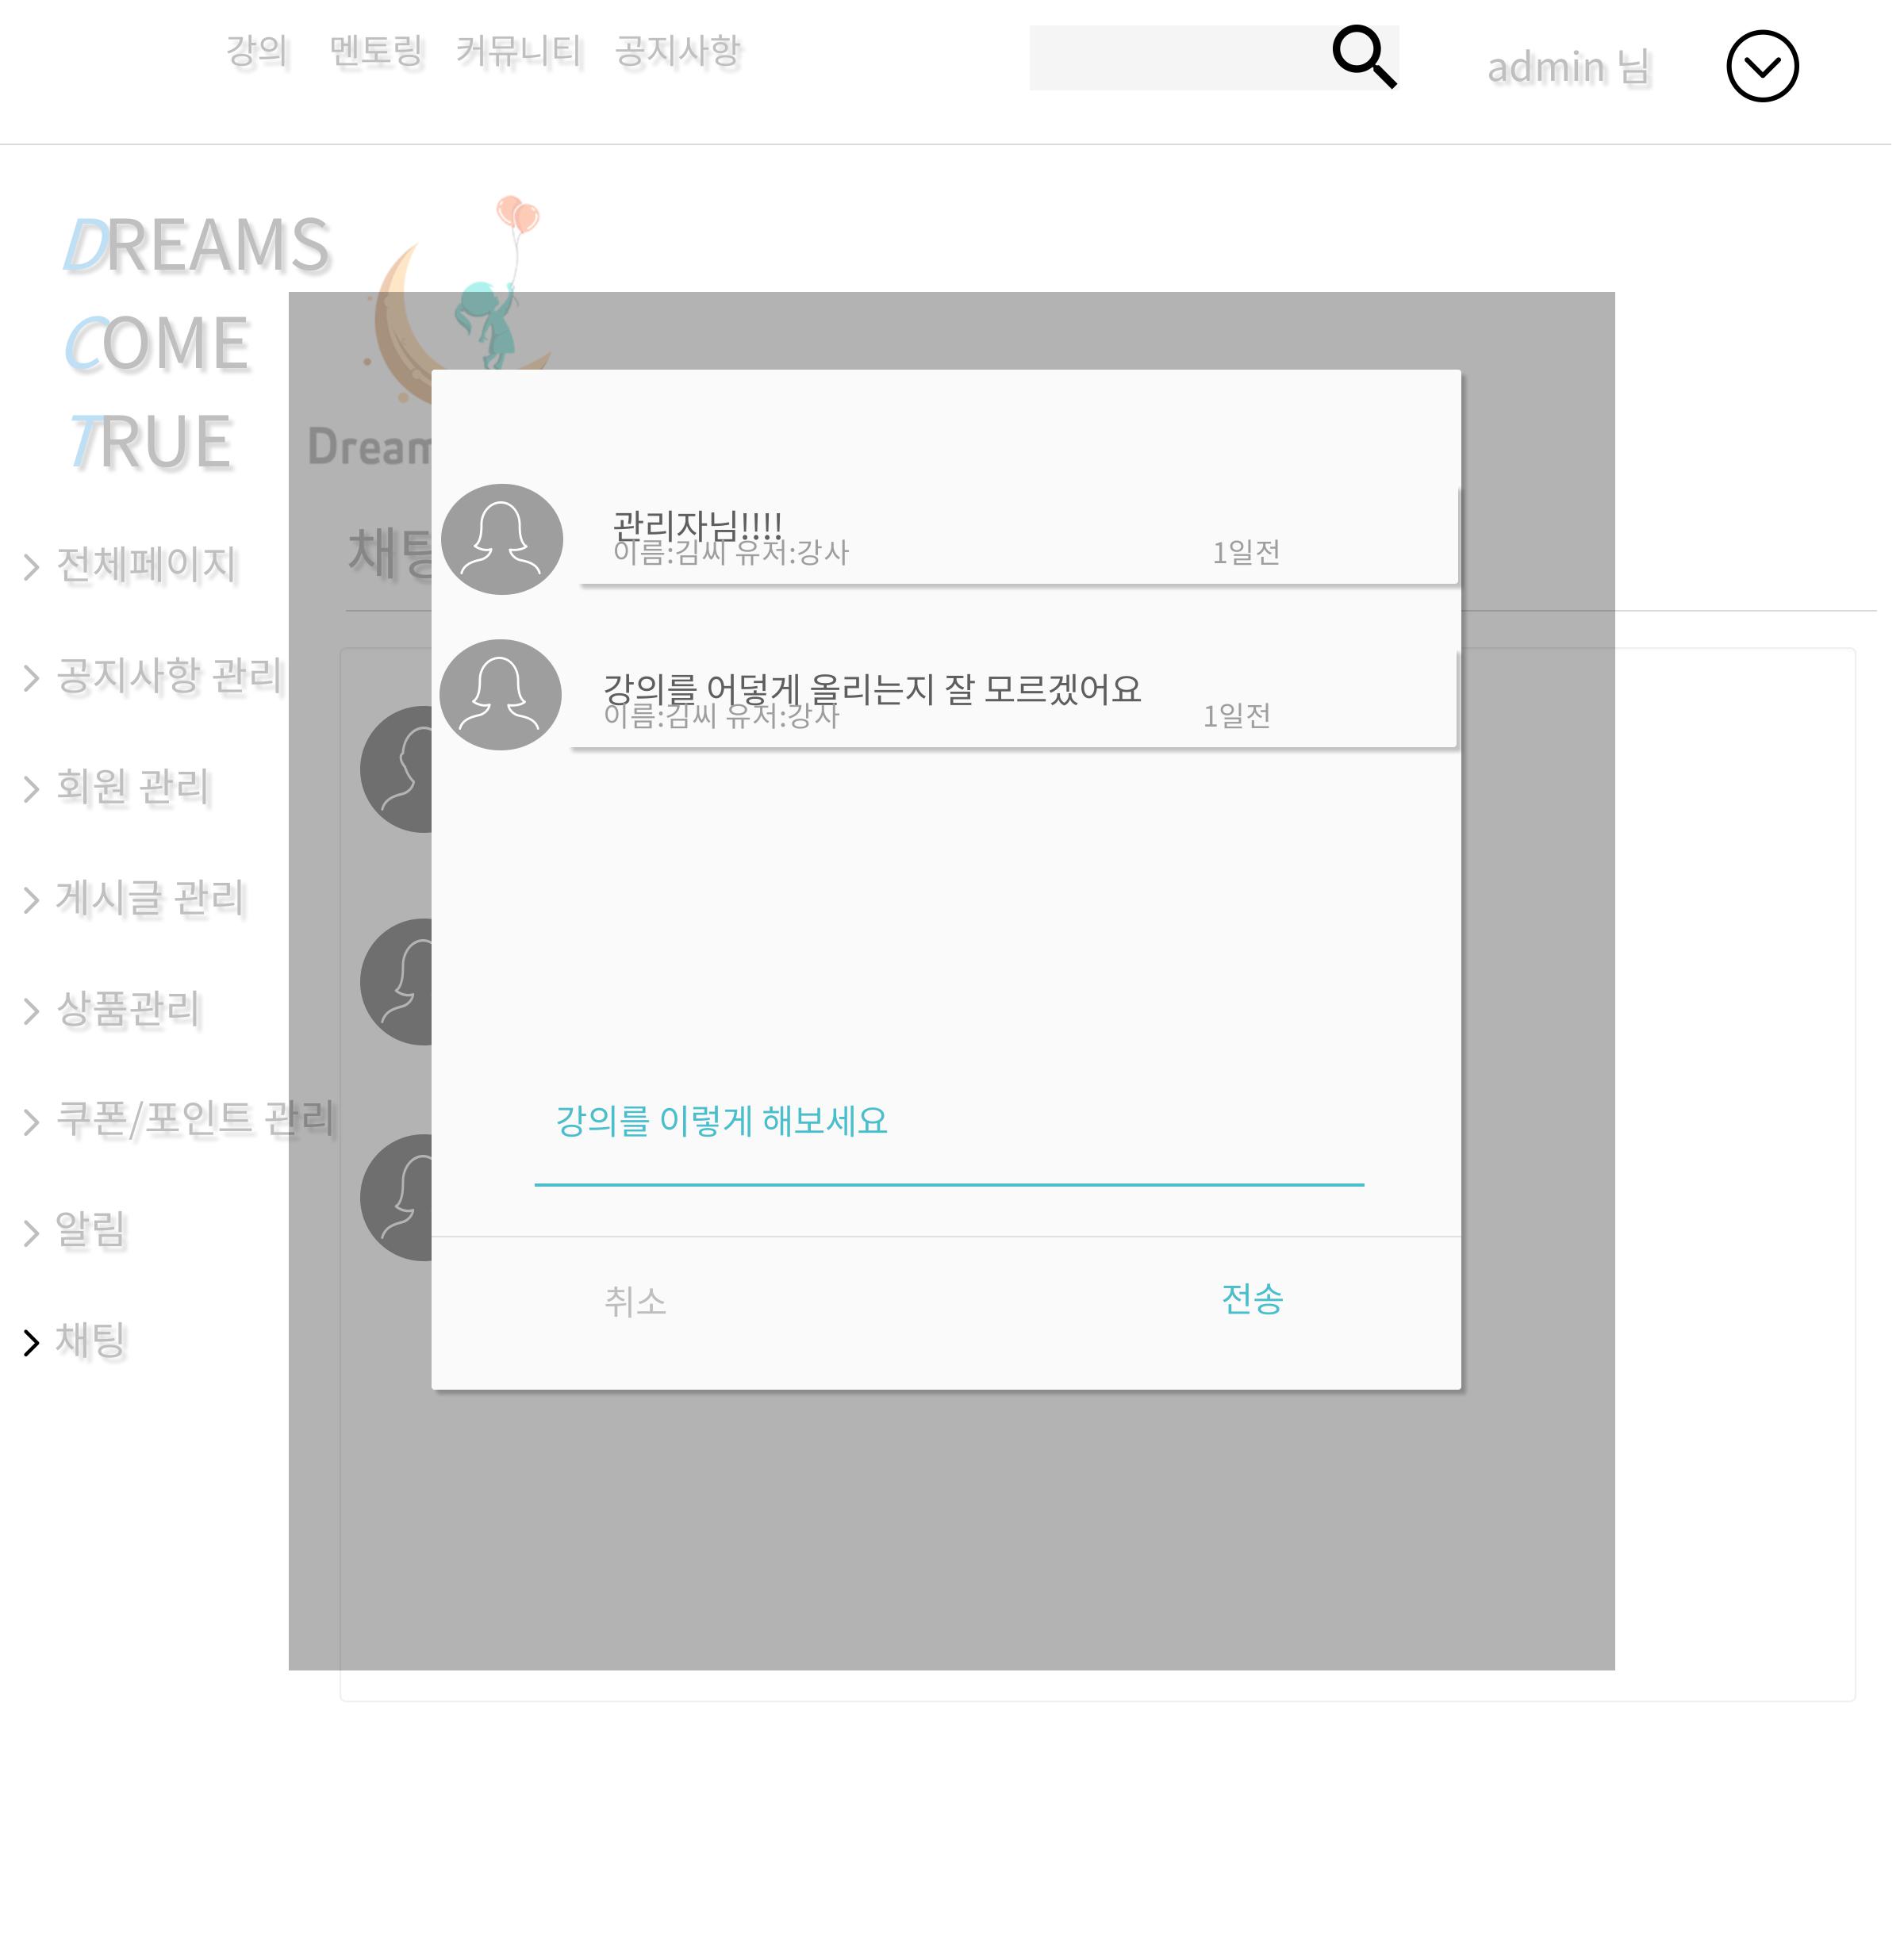 강의 멘토링 커뮤니티 공지사항
admin 님
DREAMS
COME
TRUE
Dream
채팅
관리자님!!!!
이름:김씨 유저:강사 1일전
강의를 어떻게 올리는지 잘 모르겟어요
이름:김씨 유저:강사 1일전
강의를 이렇게 해보세요
취소 전송
전체페이지
공지사항 관리
회원 관리
게시글 관리
상품관리
쿠폰/포인트 관리
알림
채팅